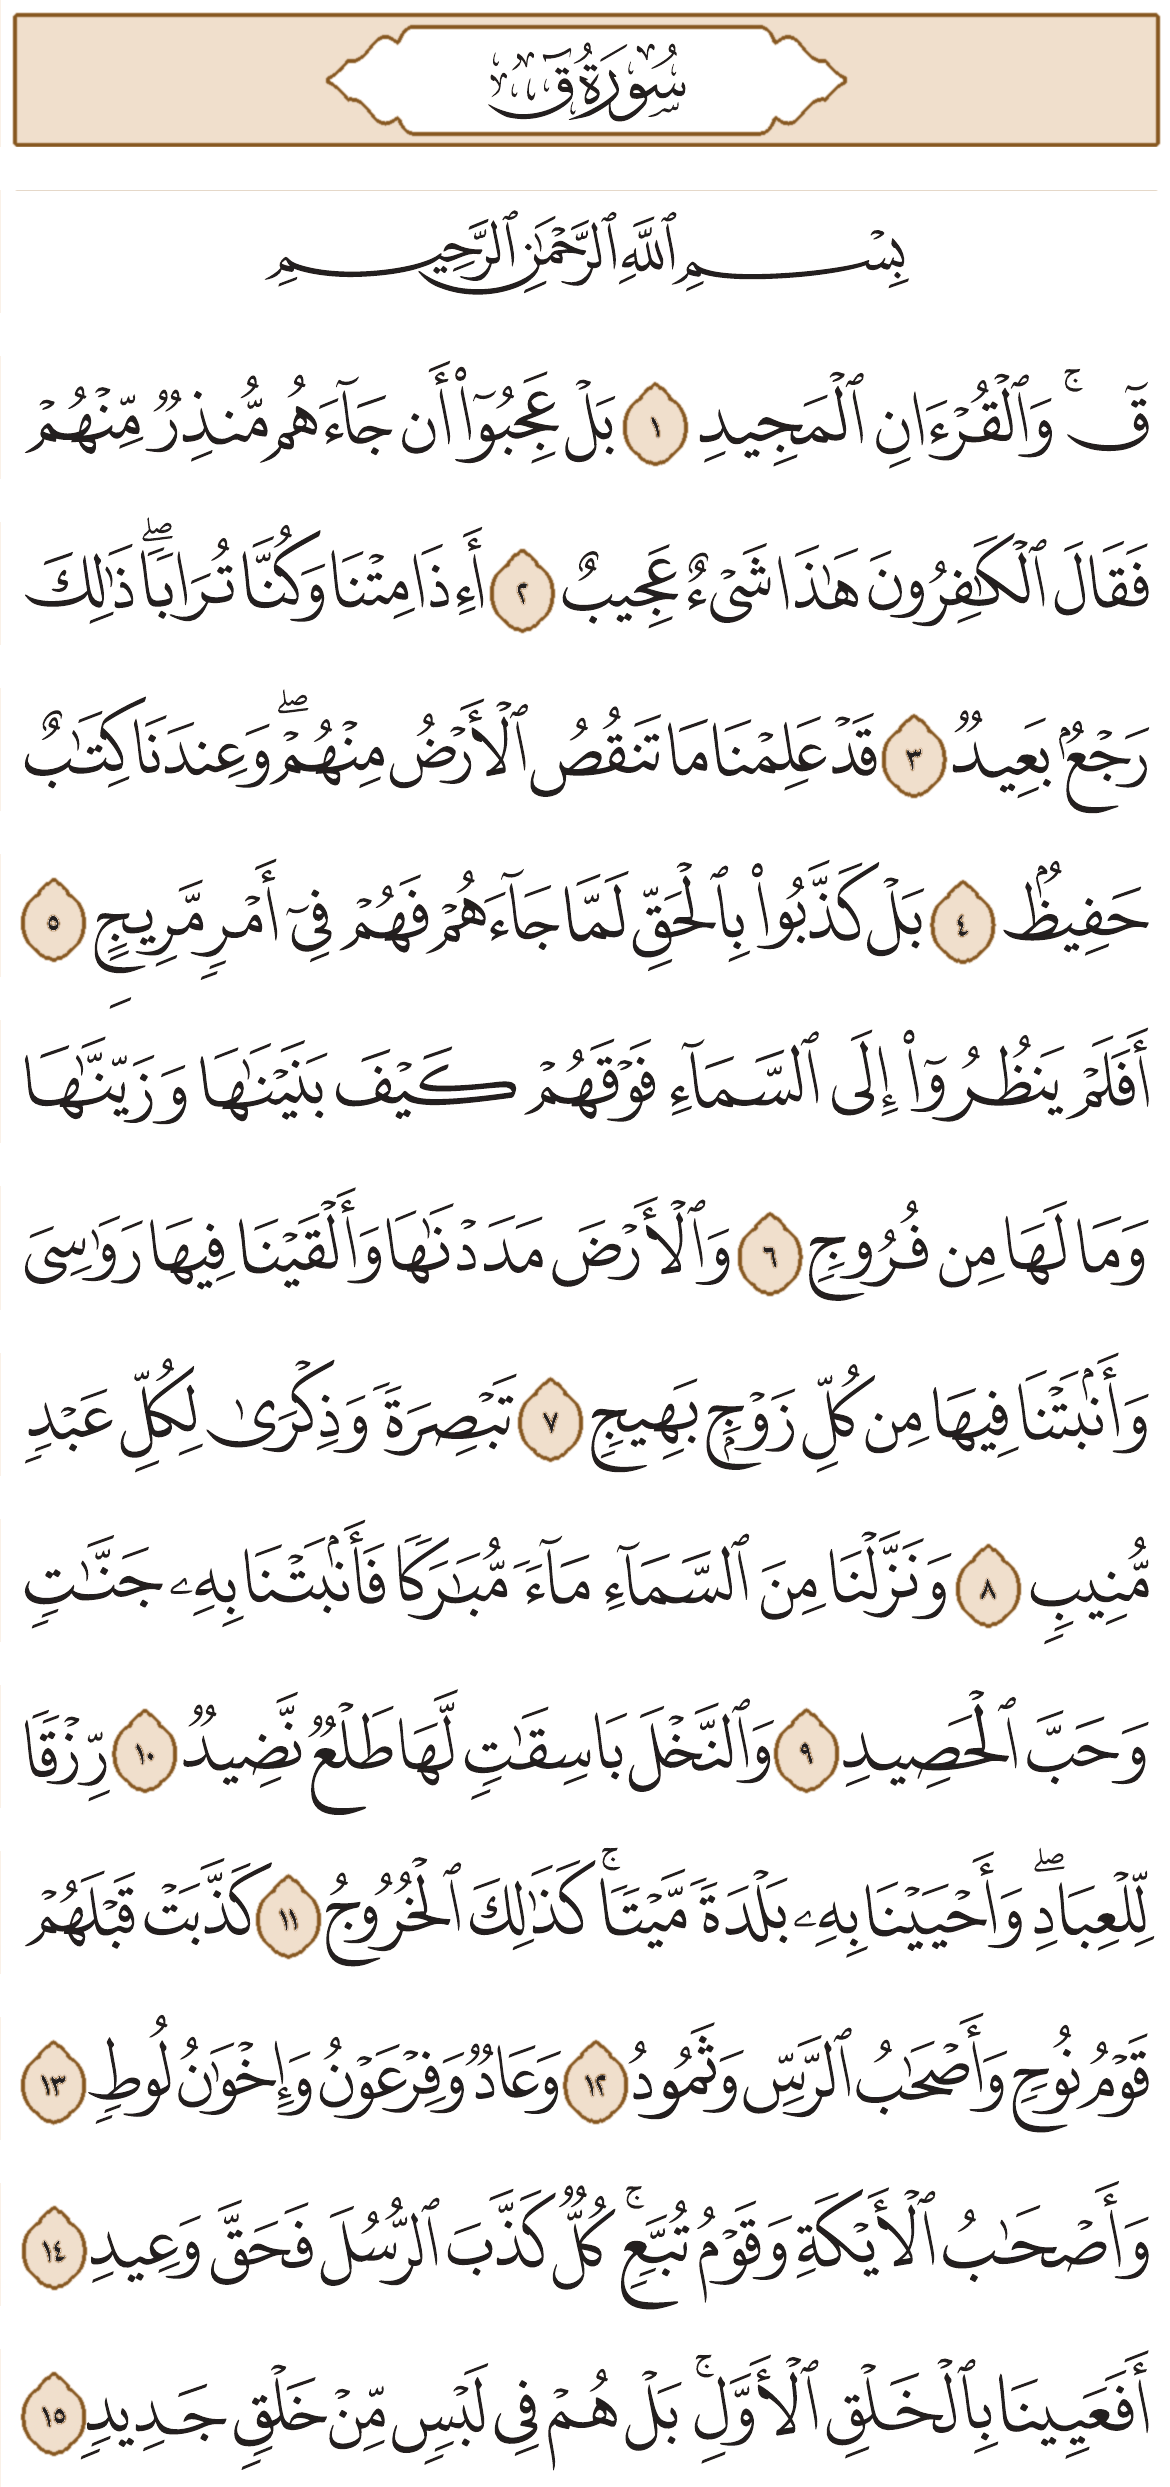 سُورَةُ قٓ
بِسْمِ ٱللَّهِ ٱلرَّحْمَٰنِ ٱلرَّحِيمِ
قٓ ۚ وَٱلْقُرْءَانِ ٱلْمَجِيدِ ١ بَلْ عَجِبُوٓا۟ أَن جَآءَهُم مُّنذِرٌ مِّنْهُمْ
فَقَالَ ٱلْكَٰفِرُونَ هَٰذَا شَىْءٌ عَجِيبٌ ٢ أَءِذَا مِتْنَا وَكُنَّا تُرَابًا ۖ ذَٰلِكَ
رَجْعٌۢ بَعِيدٌ ٣ قَدْ عَلِمْنَا مَا تَنقُصُ ٱلْأَرْضُ مِنْهُمْ ۖ وَعِندَنَا كِتَٰبٌ
حَفِيظٌۢ ٤ بَلْ كَذَّبُوا۟ بِٱلْحَقِّ لَمَّا جَآءَهُمْ فَهُمْ فِىٓ أَمْرٍ مَّرِيجٍ ٥
أَفَلَمْ يَنظُرُوٓا۟ إِلَى ٱلسَّمَآءِ فَوْقَهُمْ كَيْفَ بَنَيْنَٰهَا وَزَيَّنَّٰهَا
وَمَا لَهَا مِن فُرُوجٍ ٦ وَٱلْأَرْضَ مَدَدْنَٰهَا وَأَلْقَيْنَا فِيهَا رَوَٰسِىَ
وَأَنۢبَتْنَا فِيهَا مِن كُلِّ زَوْجٍۭ بَهِيجٍ ٧ تَبْصِرَةً وَذِكْرَىٰ لِكُلِّ عَبْدٍ
مُّنِيبٍ ٨ وَنَزَّلْنَا مِنَ ٱلسَّمَآءِ مَآءً مُّبَٰرَكًا فَأَنۢبَتْنَا بِهِۦ جَنَّٰتٍ
وَحَبَّ ٱلْحَصِيدِ ٩ وَٱلنَّخْلَ بَاسِقَٰتٍ لَّهَا طَلْعٌ نَّضِيدٌ ١٠ رِّزْقًا
لِّلْعِبَادِ ۖ وَأَحْيَيْنَا بِهِۦ بَلْدَةً مَّيْتًا ۚ كَذَٰلِكَ ٱلْخُرُوجُ ١١ كَذَّبَتْ قَبْلَهُمْ
قَوْمُ نُوحٍ وَأَصْحَٰبُ ٱلرَّسِّ وَثَمُودُ ١٢ وَعَادٌ وَفِرْعَوْنُ وَإِخْوَٰنُ لُوطٍ ١٣
وَأَصْحَٰبُ ٱلْأَيْكَةِ وَقَوْمُ تُبَّعٍ ۚ كُلٌّ كَذَّبَ ٱلرُّسُلَ فَحَقَّ وَعِيدِ ١٤
أَفَعَيِينَا بِٱلْخَلْقِ ٱلْأَوَّلِ ۚ بَلْ هُمْ فِى لَبْسٍ مِّنْ خَلْقٍ جَدِيدٍ ١٥